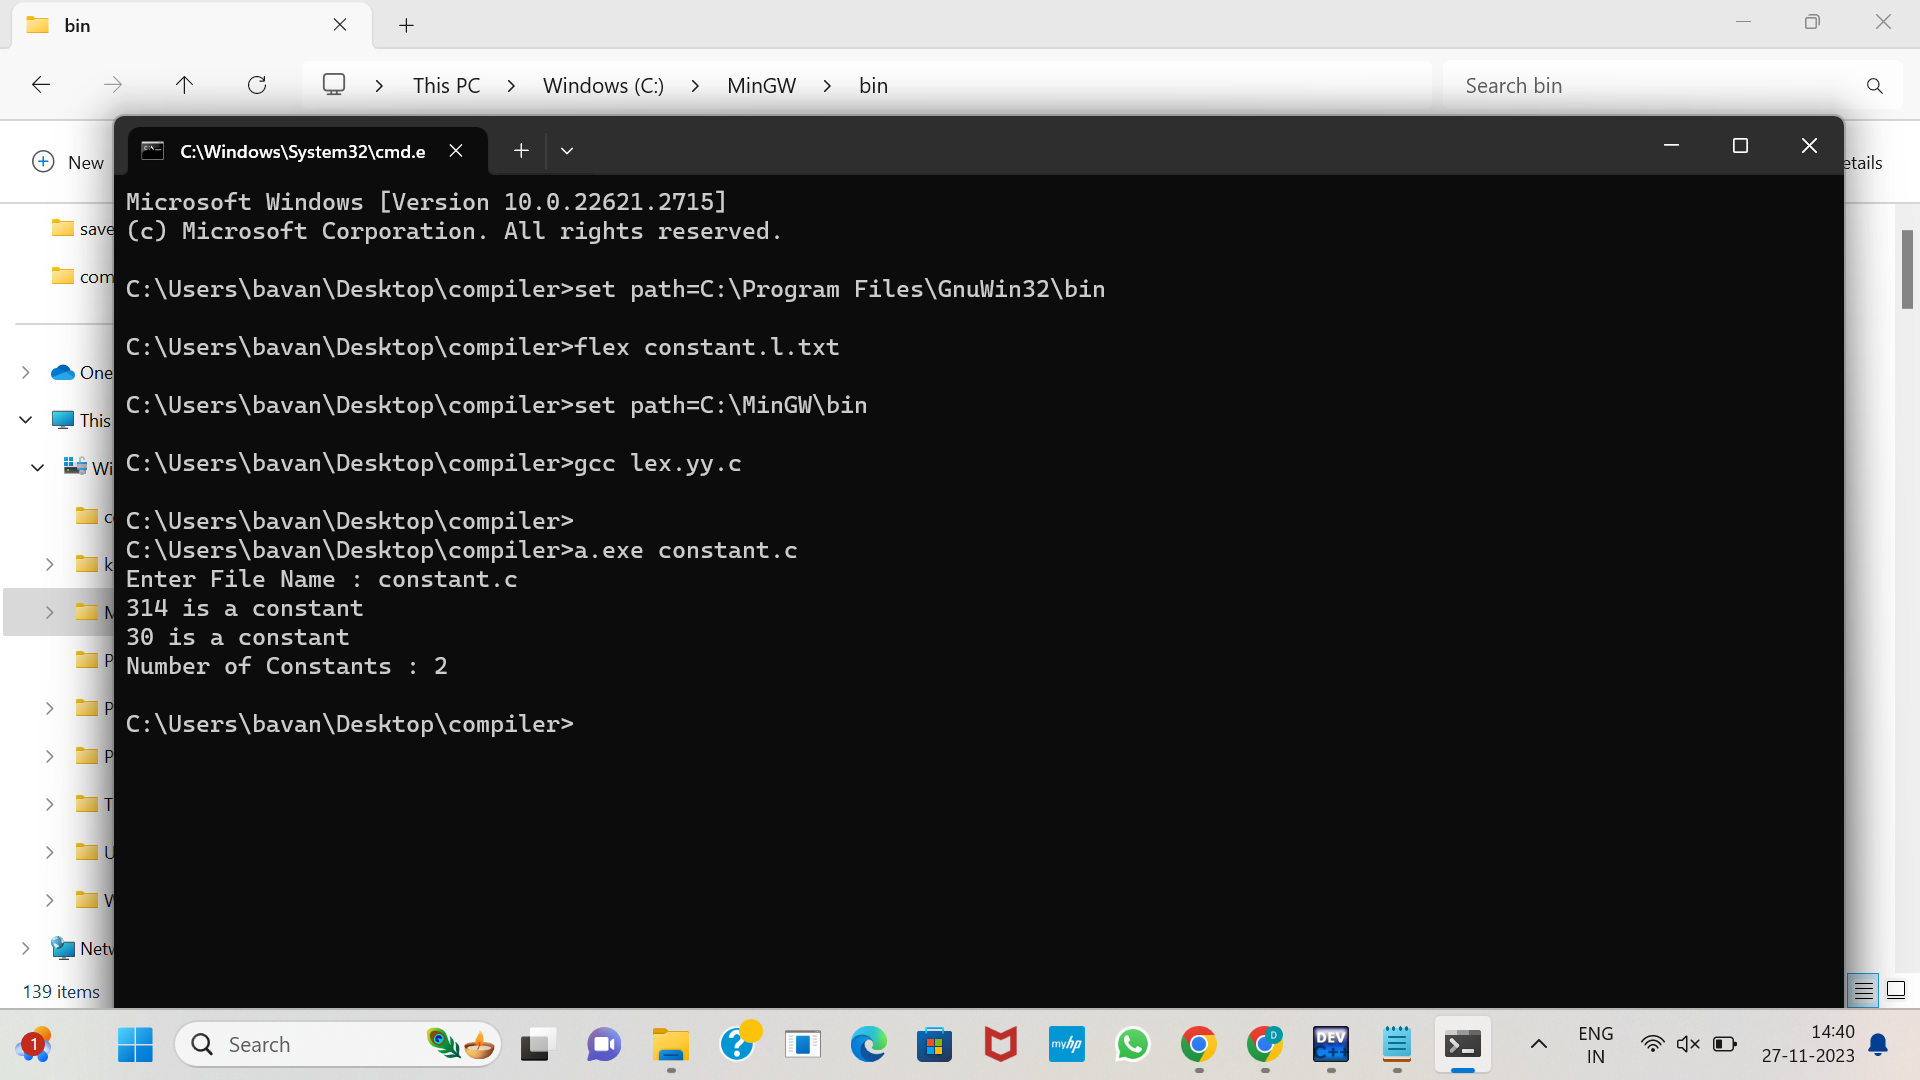 bin
This PC > Windows (C:) > MinGW > bin
Search bin
C:\Windows\System32\cmd.e
New
etails
Microsoft Windows [Version 10.0.22621.2715]
(c) Microsoft Corporation. All rights reserved.
C:\Users\bavan\Desktop\compiler>set path=C:\Program Files\GnuWin32\bin
C:\Users\bavan\Desktop\compiler>flex constant.l.txt
C:\Users\bavan\Desktop\compiler>set path=C:\MinGW\bin
C:\Users\bavan\Desktop\compiler>gcc lex.yy.c
C:\Users\bavan\Desktop\compiler>
C:\Users\bavan\Desktop\compiler>a.exe constant.c
Enter File Name : constant.c
314 is a constant
30 is a constant
Number of Constants : 2
C:\Users\bavan\Desktop\compiler>
save
com
One
This
Wi
k
P
P
P
T
Netw
139 items
1
Search
myhp
D
DEV
C++
ENG
IN
14:40
27-11-2023